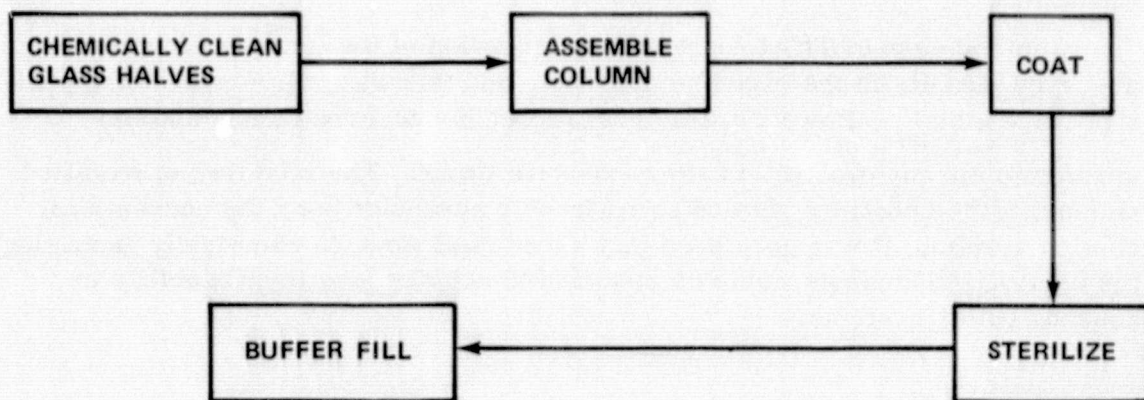 CHEMICALLY CLEAN
GLASS HALVES
ASSEMBLE
COLUMN
COAT
STERILIZE
BUFFER FILL